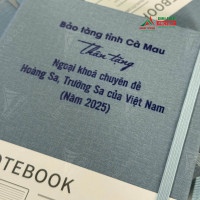 Bảo tàng tỉnh Cà Mau
Thân tặng
Ngoại khoá chuyên đề
Hoàng Sa, Trường Sa của Việt Nam
(Năm 2025)
NOTEBOOK